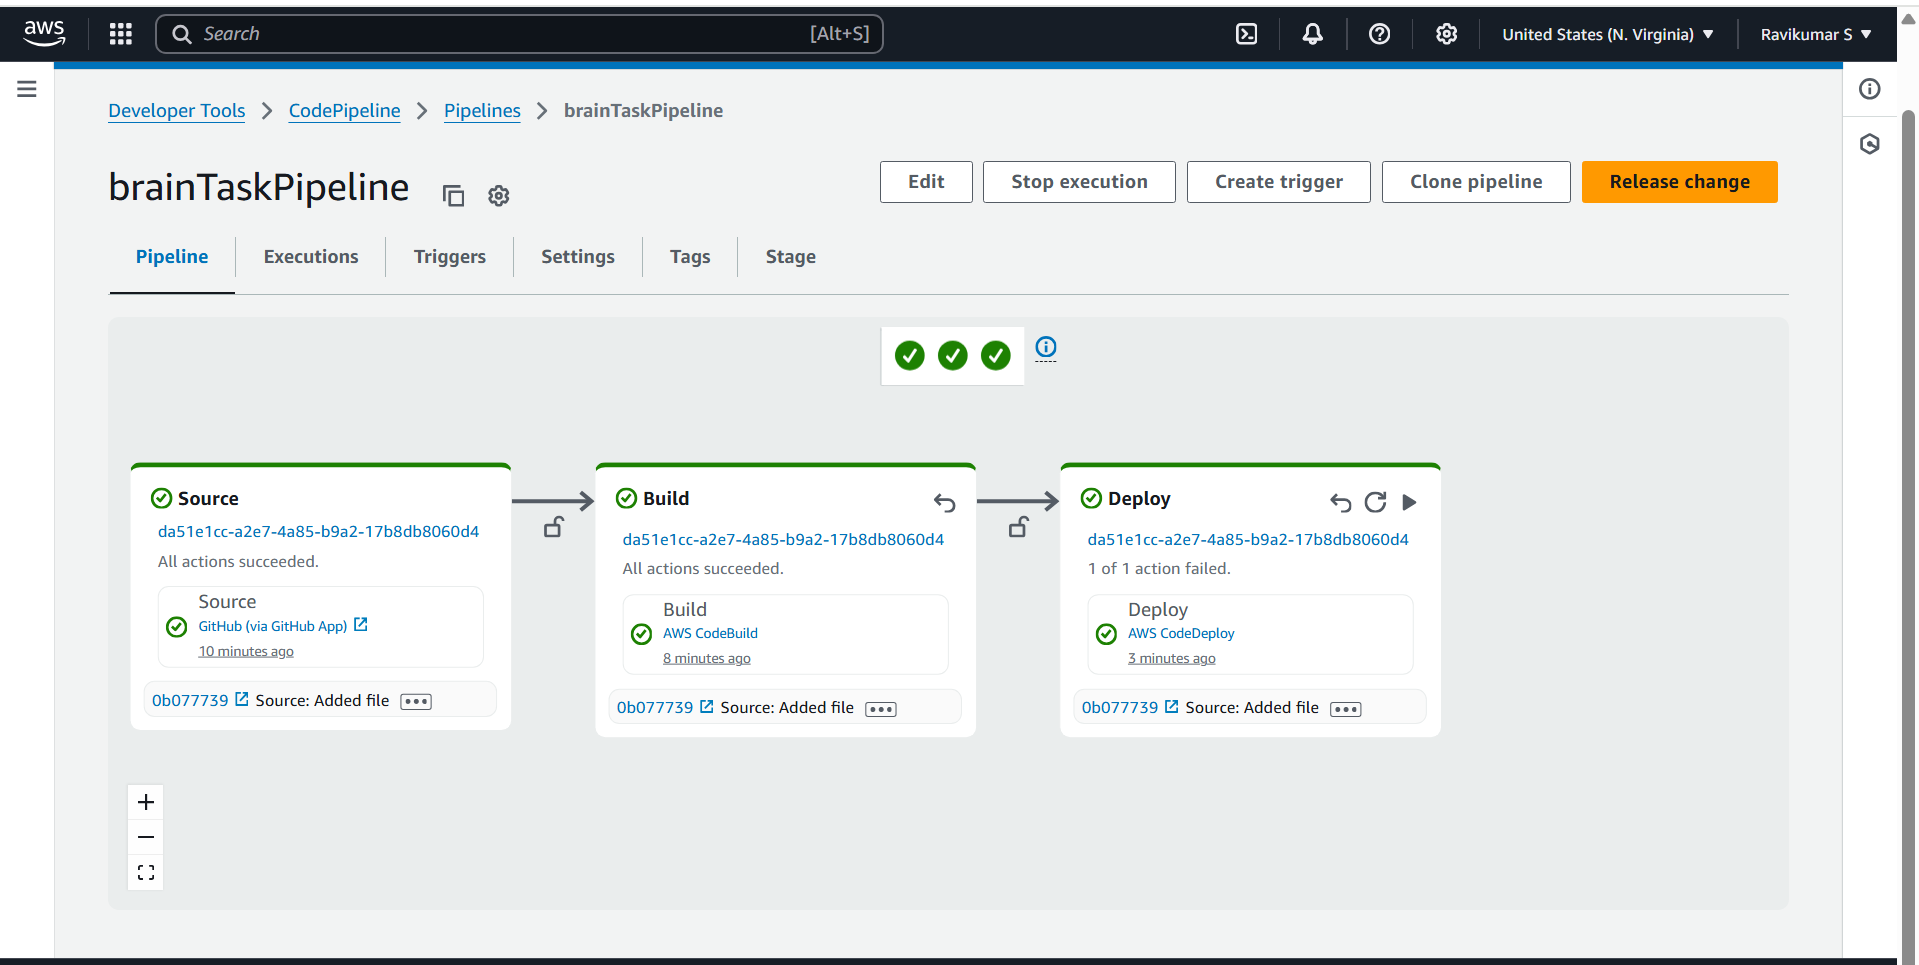 aws
Search [Alt+S]
United States (N. Virginia)
Ravikumar S
Developer Tools
CodePipeline
Pipelines
brainTaskPipeline
brainTaskPipeline
Edit
Stop execution
Create trigger
Clone pipeline
Release change
Pipeline
Executions
Triggers
Settings
Tags
Stage
Source
da51e1cc-a2e7-4a85-b9a2-17b8db8060d4
All actions succeeded.
Source
GitHub (via GitHub App)
10 minutes ago
0b077739 Source: Added file
Build
da51e1cc-a2e7-4a85-b9a2-17b8db8060d4
All actions succeeded.
Build
AWS CodeBuild
8 minutes ago
0b077739 Source: Added file
Deploy
da51e1cc-a2e7-4a85-b9a2-17b8db8060d4
1 of 1 action failed.
Deploy
AWS CodeDeploy
3 minutes ago
0b077739 Source: Added file